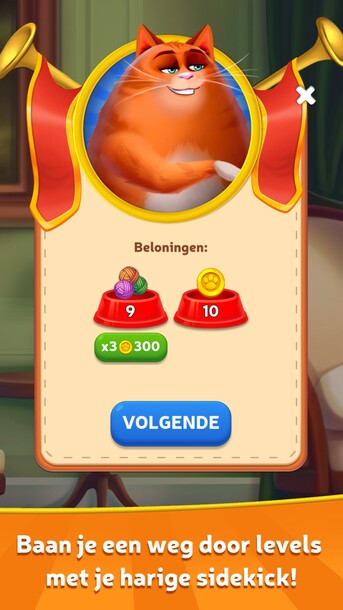 Beloningen:
9
10
x3 300
VOLGENDE
Baan je een weg door levels
met je harige sidekick!